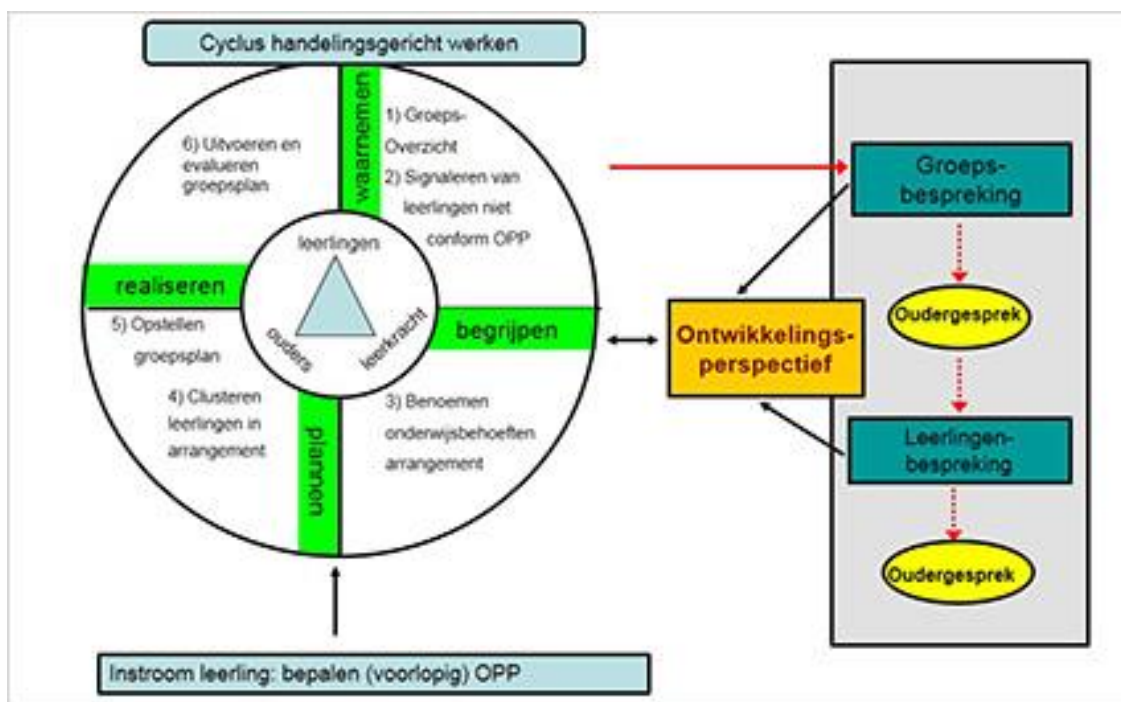 Cyclus handelingsgericht werken
waarnemen
1) Groeps-
Overzicht
2) Signaleren van
leerlingen niet
conform OPP
begrijpen
3) Benoemen
onderwijsbehoeften
arrangement
plannen
4) Clusteren
leerlingen in
arrangement
5) Opstellen
groepsplan
realiseren
6) Uitvoeren en
evalueren
groepsplan
leerlingen
ouders
leerkracht
Instroom leerling: bepalen (voorlopig) OPP
Ontwikkelings-
perspectief
Groeps-
bespreking
Oudergesprek
Leerlingen-
bespreking
Oudergesprek